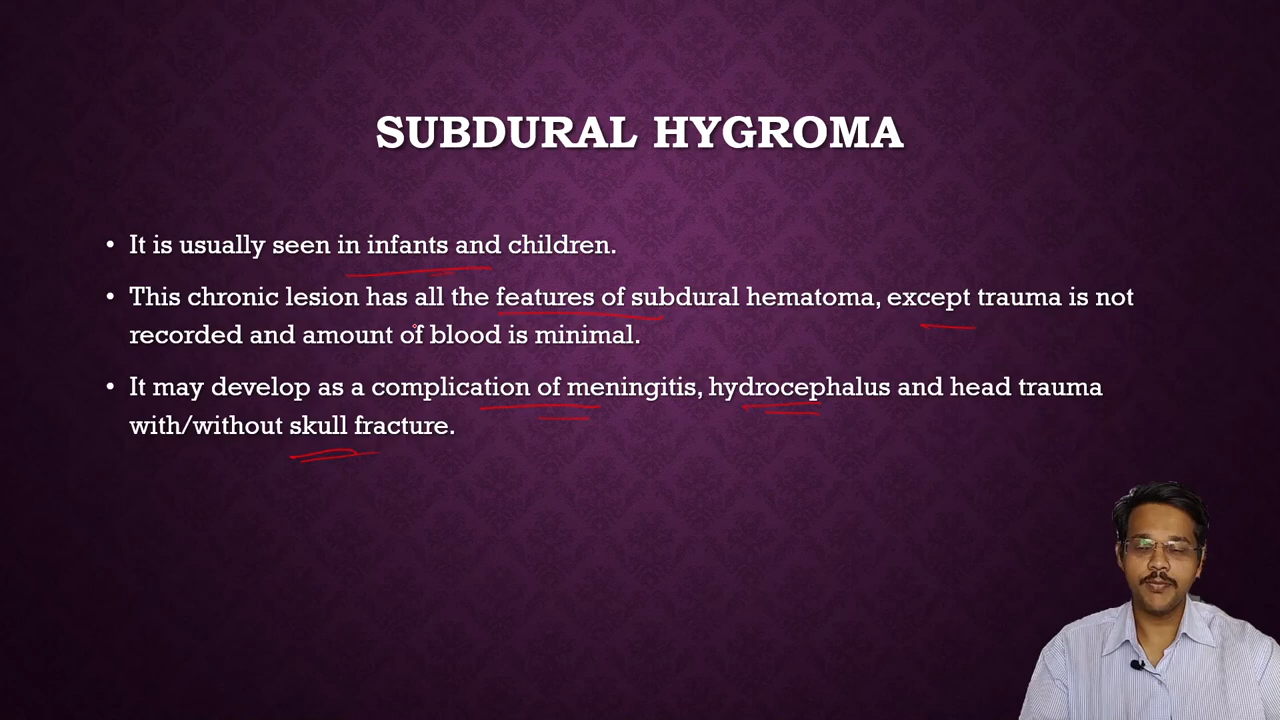 SUBDURAL HYGROMA
• It is usually seen in infants and children.
• This chronic lesion has all the features of subdural hematoma, except trauma is not
recorded and amount of blood is minimal.
• It may develop as a complication of meningitis, hydrocephalus and head trauma
with/without skull fracture.